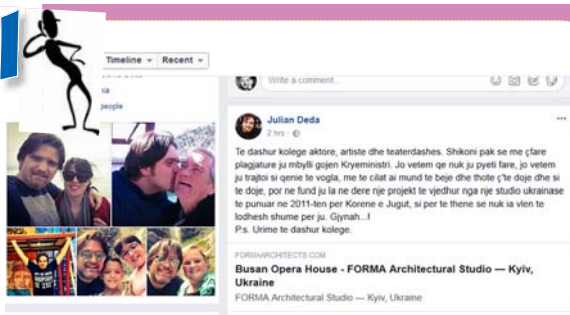 Timeline Recent
people
Write a comment...
Julian Deda
2 hrs
Te dashur kolege aktore, artiste dhe teaterdashes. Shikoni pak se me çfare
plagjature ju mbylli gojen Kryeministri. Jo vetem qe nuk ju pyeti fare, jo vetem
ju trajtoi si qenie te vogla, me te cilat ai mund te beje dhe thote ç'te doje dhe si
te doje, por ne fund ju la ne dere nje projekt te vjedhur nga nje studio ukrainase
te punuar ne 2011-ten per Korene e Jugut, si per te thene se nuk ia vlen te
lodhesh shume per ju. Gjynah...!
P.s. Urime te dashur kolege.
FORMAARCHITECTS.COM
Busan Opera House - FORMA Architectural Studio — Kyiv,
Ukraine
FORMA Architectural Studio — Kyiv, Ukraine